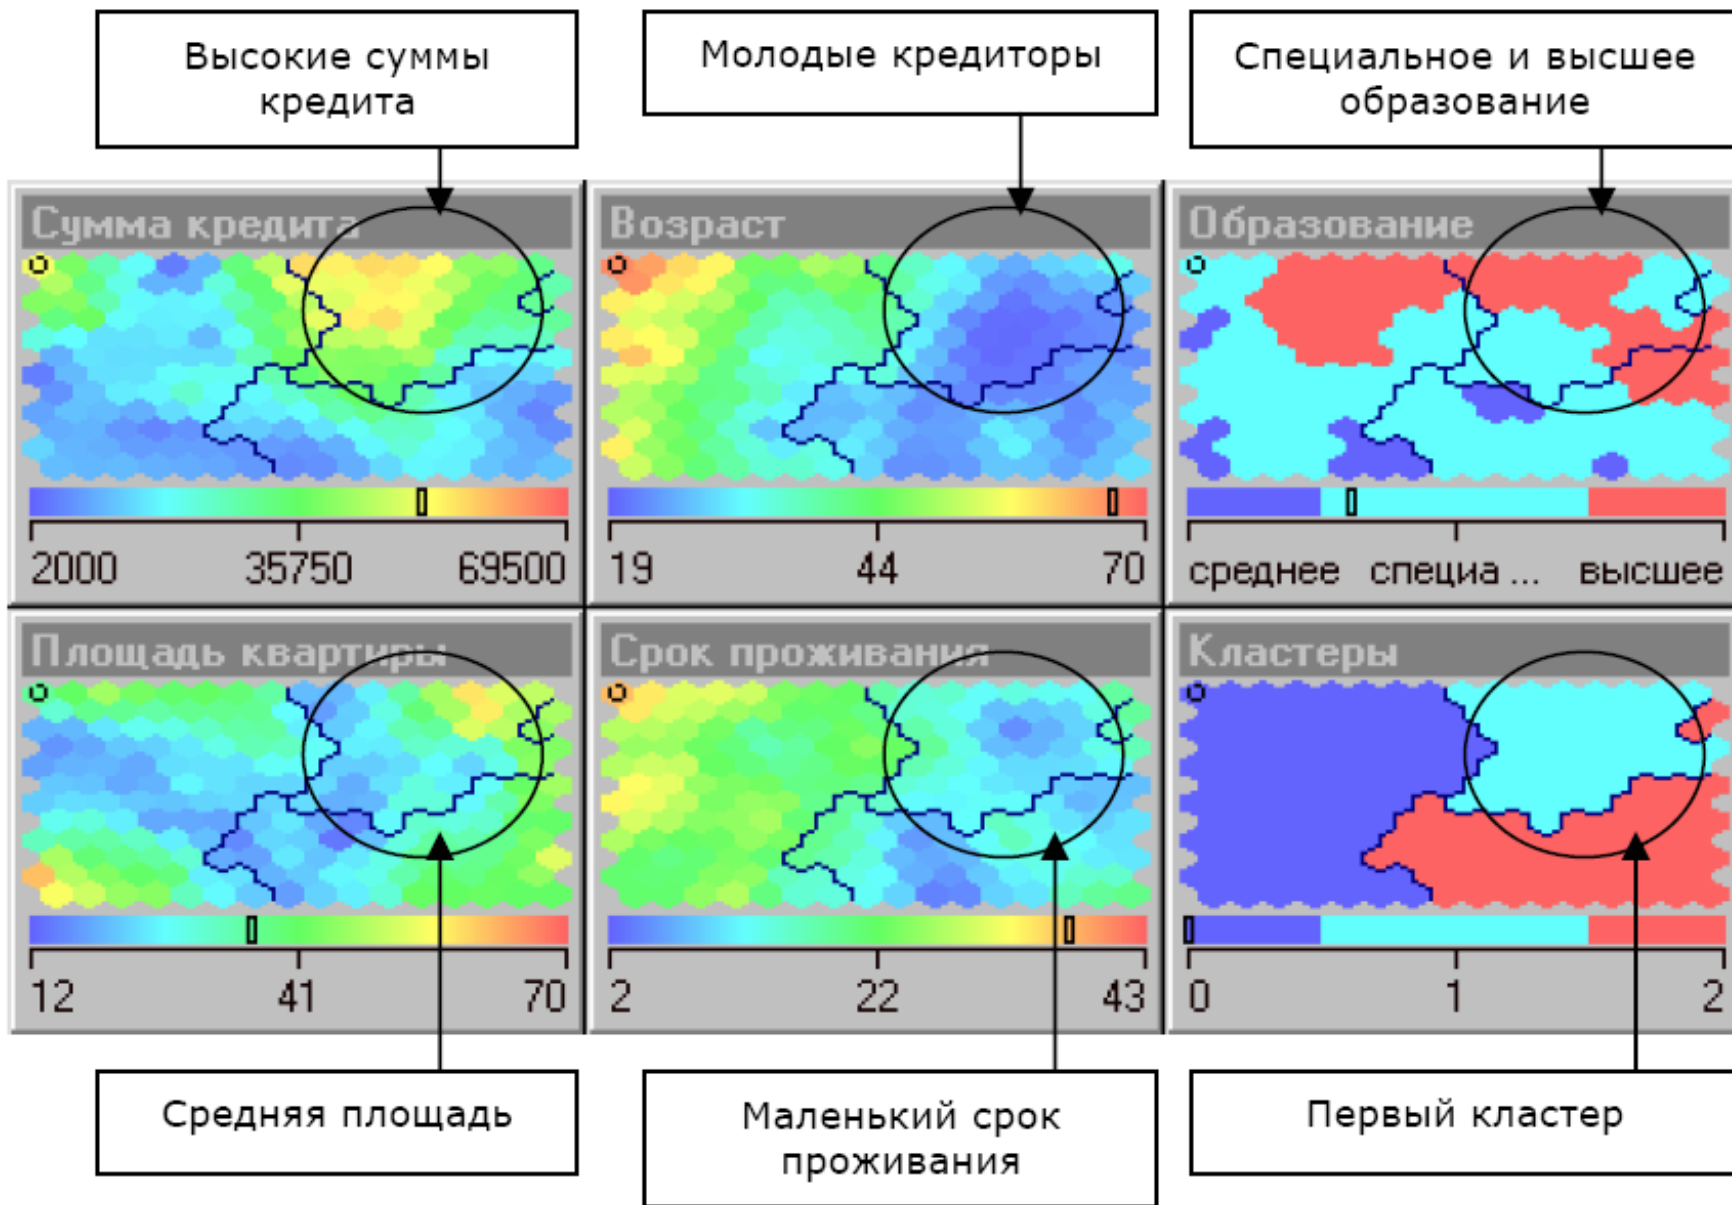 Высокие суммы
кредита
Молодые кредиторы
Специальное и высшее
образование
Сумма кредита
Возраст
Образование
2000 35750 69500
19 44 70
среднее специа ... высшее
Площадь квартиры
Срок проживания
Кластеры
12 41 70
2 22 43
0 1 2
Средняя площадь
Маленький срок
проживания
Первый кластер